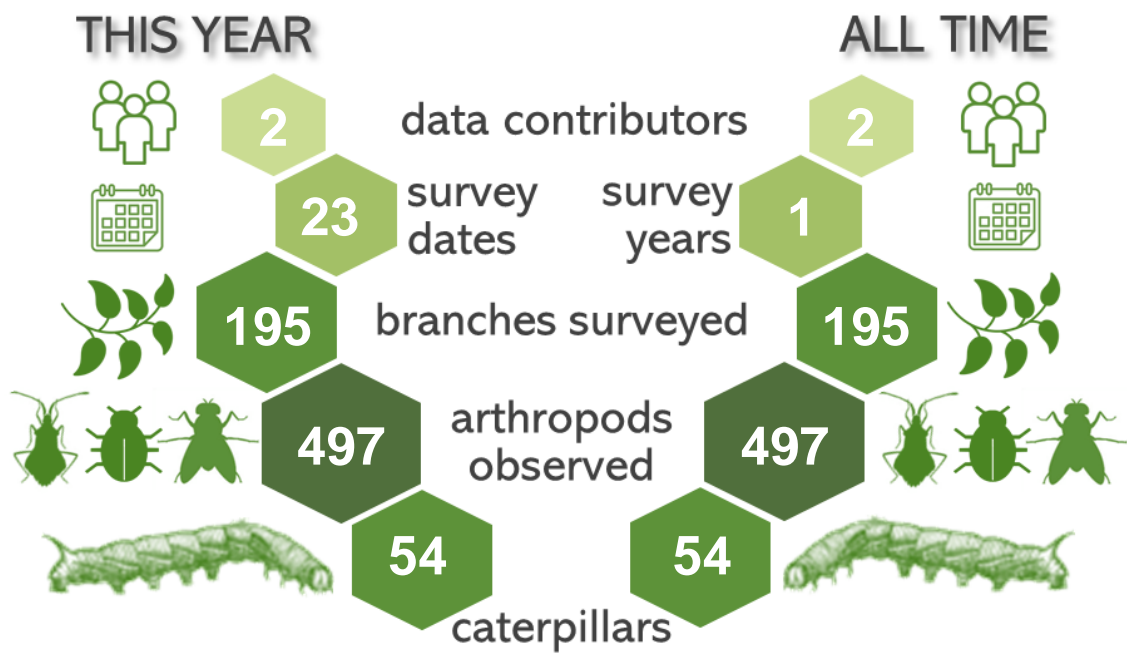 THIS YEAR
ALL TIME
2
data contributors
2
23
survey
dates
survey
years
1
195
branches surveyed
195
497
arthropods
observed
497
54
54
caterpillars